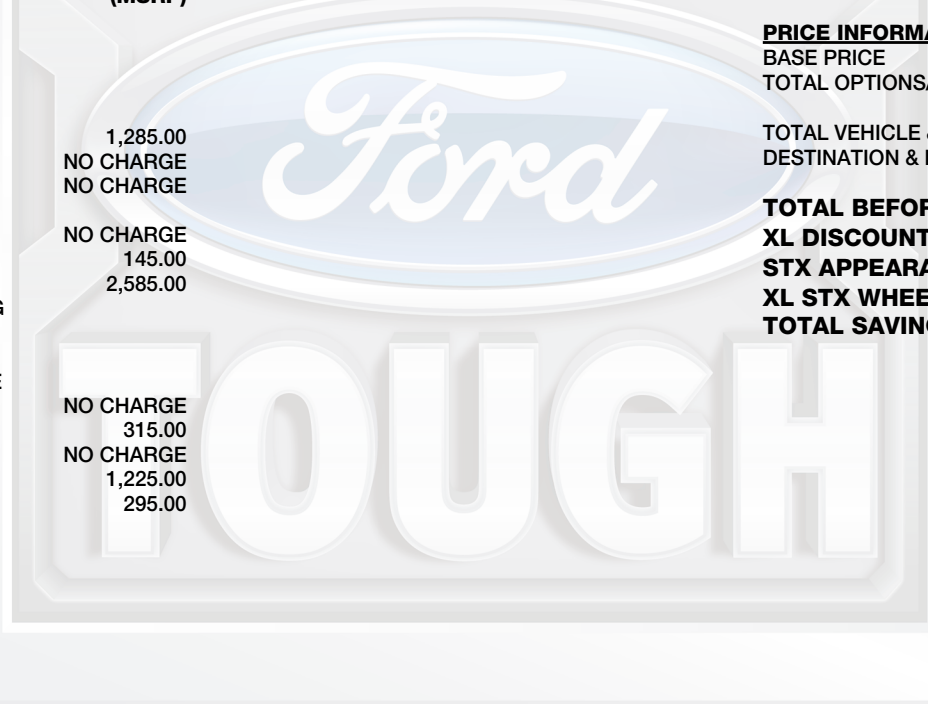 1,285.00
NO CHARGE
NO CHARGE
NO CHARGE
145.00
2,585.00
NO CHARGE
315.00
NO CHARGE
1,225.00
295.00
PRICE INFORMA
BASE PRICE
TOTAL OPTIONS
TOTAL VEHICLE &
DESTINATION &
TOTAL BEFOR
XL DISCOUNT
STX APPEARA
XL STX WHEE
TOTAL SAVIN
Ford
TOUGH